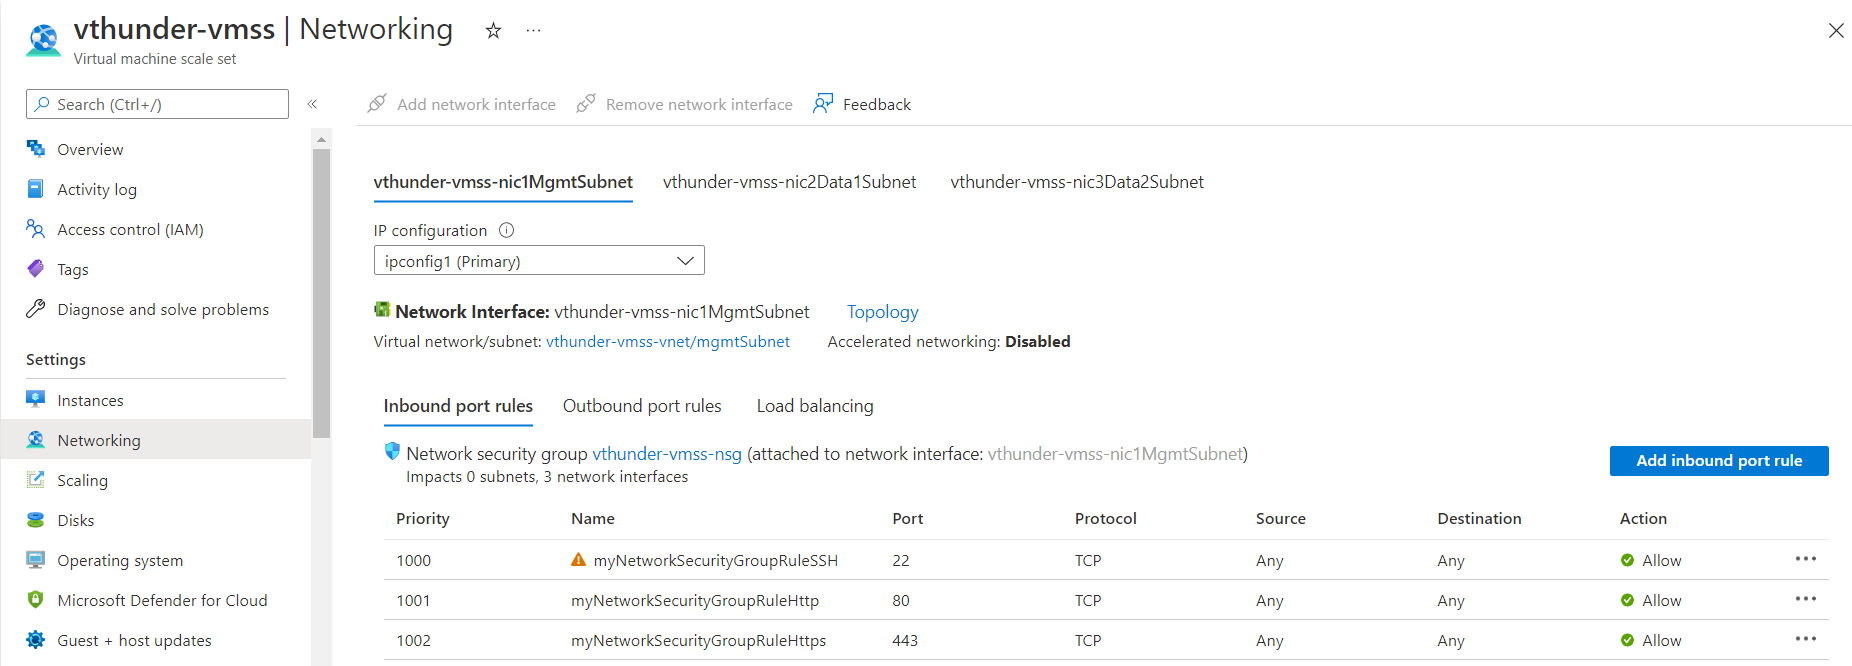 vthunder-vmss | Networking
Virtual machine scale set
Search (Ctrl+/)
Overview
Activity log
Access control (IAM)
Tags
Diagnose and solve problems
Settings
Instances
Networking
Scaling
Disks
Operating system
Microsoft Defender for Cloud
Guest + host updates
Add network interface Remove network interface Feedback
vthunder-vmss-nic1MgmtSubnet vthunder-vmss-nic2Data1Subnet vthunder-vmss-nic3Data2Subnet
IP configuration
ipconfig1 (Primary)
Network Interface: vthunder-vmss-nic1MgmtSubnet Topology
Virtual network/subnet: vthunder-vmss-vnet/mgmtSubnet Accelerated networking: Disabled
Inbound port rules Outbound port rules Load balancing
Network security group vthunder-vmss-nsg (attached to network interface: vthunder-vmss-nic1MgmtSubnet)
Impacts 0 subnets, 3 network interfaces
Add inbound port rule
Priority Name Port Protocol Source Destination Action
1000 myNetworkSecurityGroupRuleSSH 22 TCP Any Any Allow
1001 myNetworkSecurityGroupRuleHttp 80 TCP Any Any Allow
1002 myNetworkSecurityGroupRuleHttps 443 TCP Any Any Allow